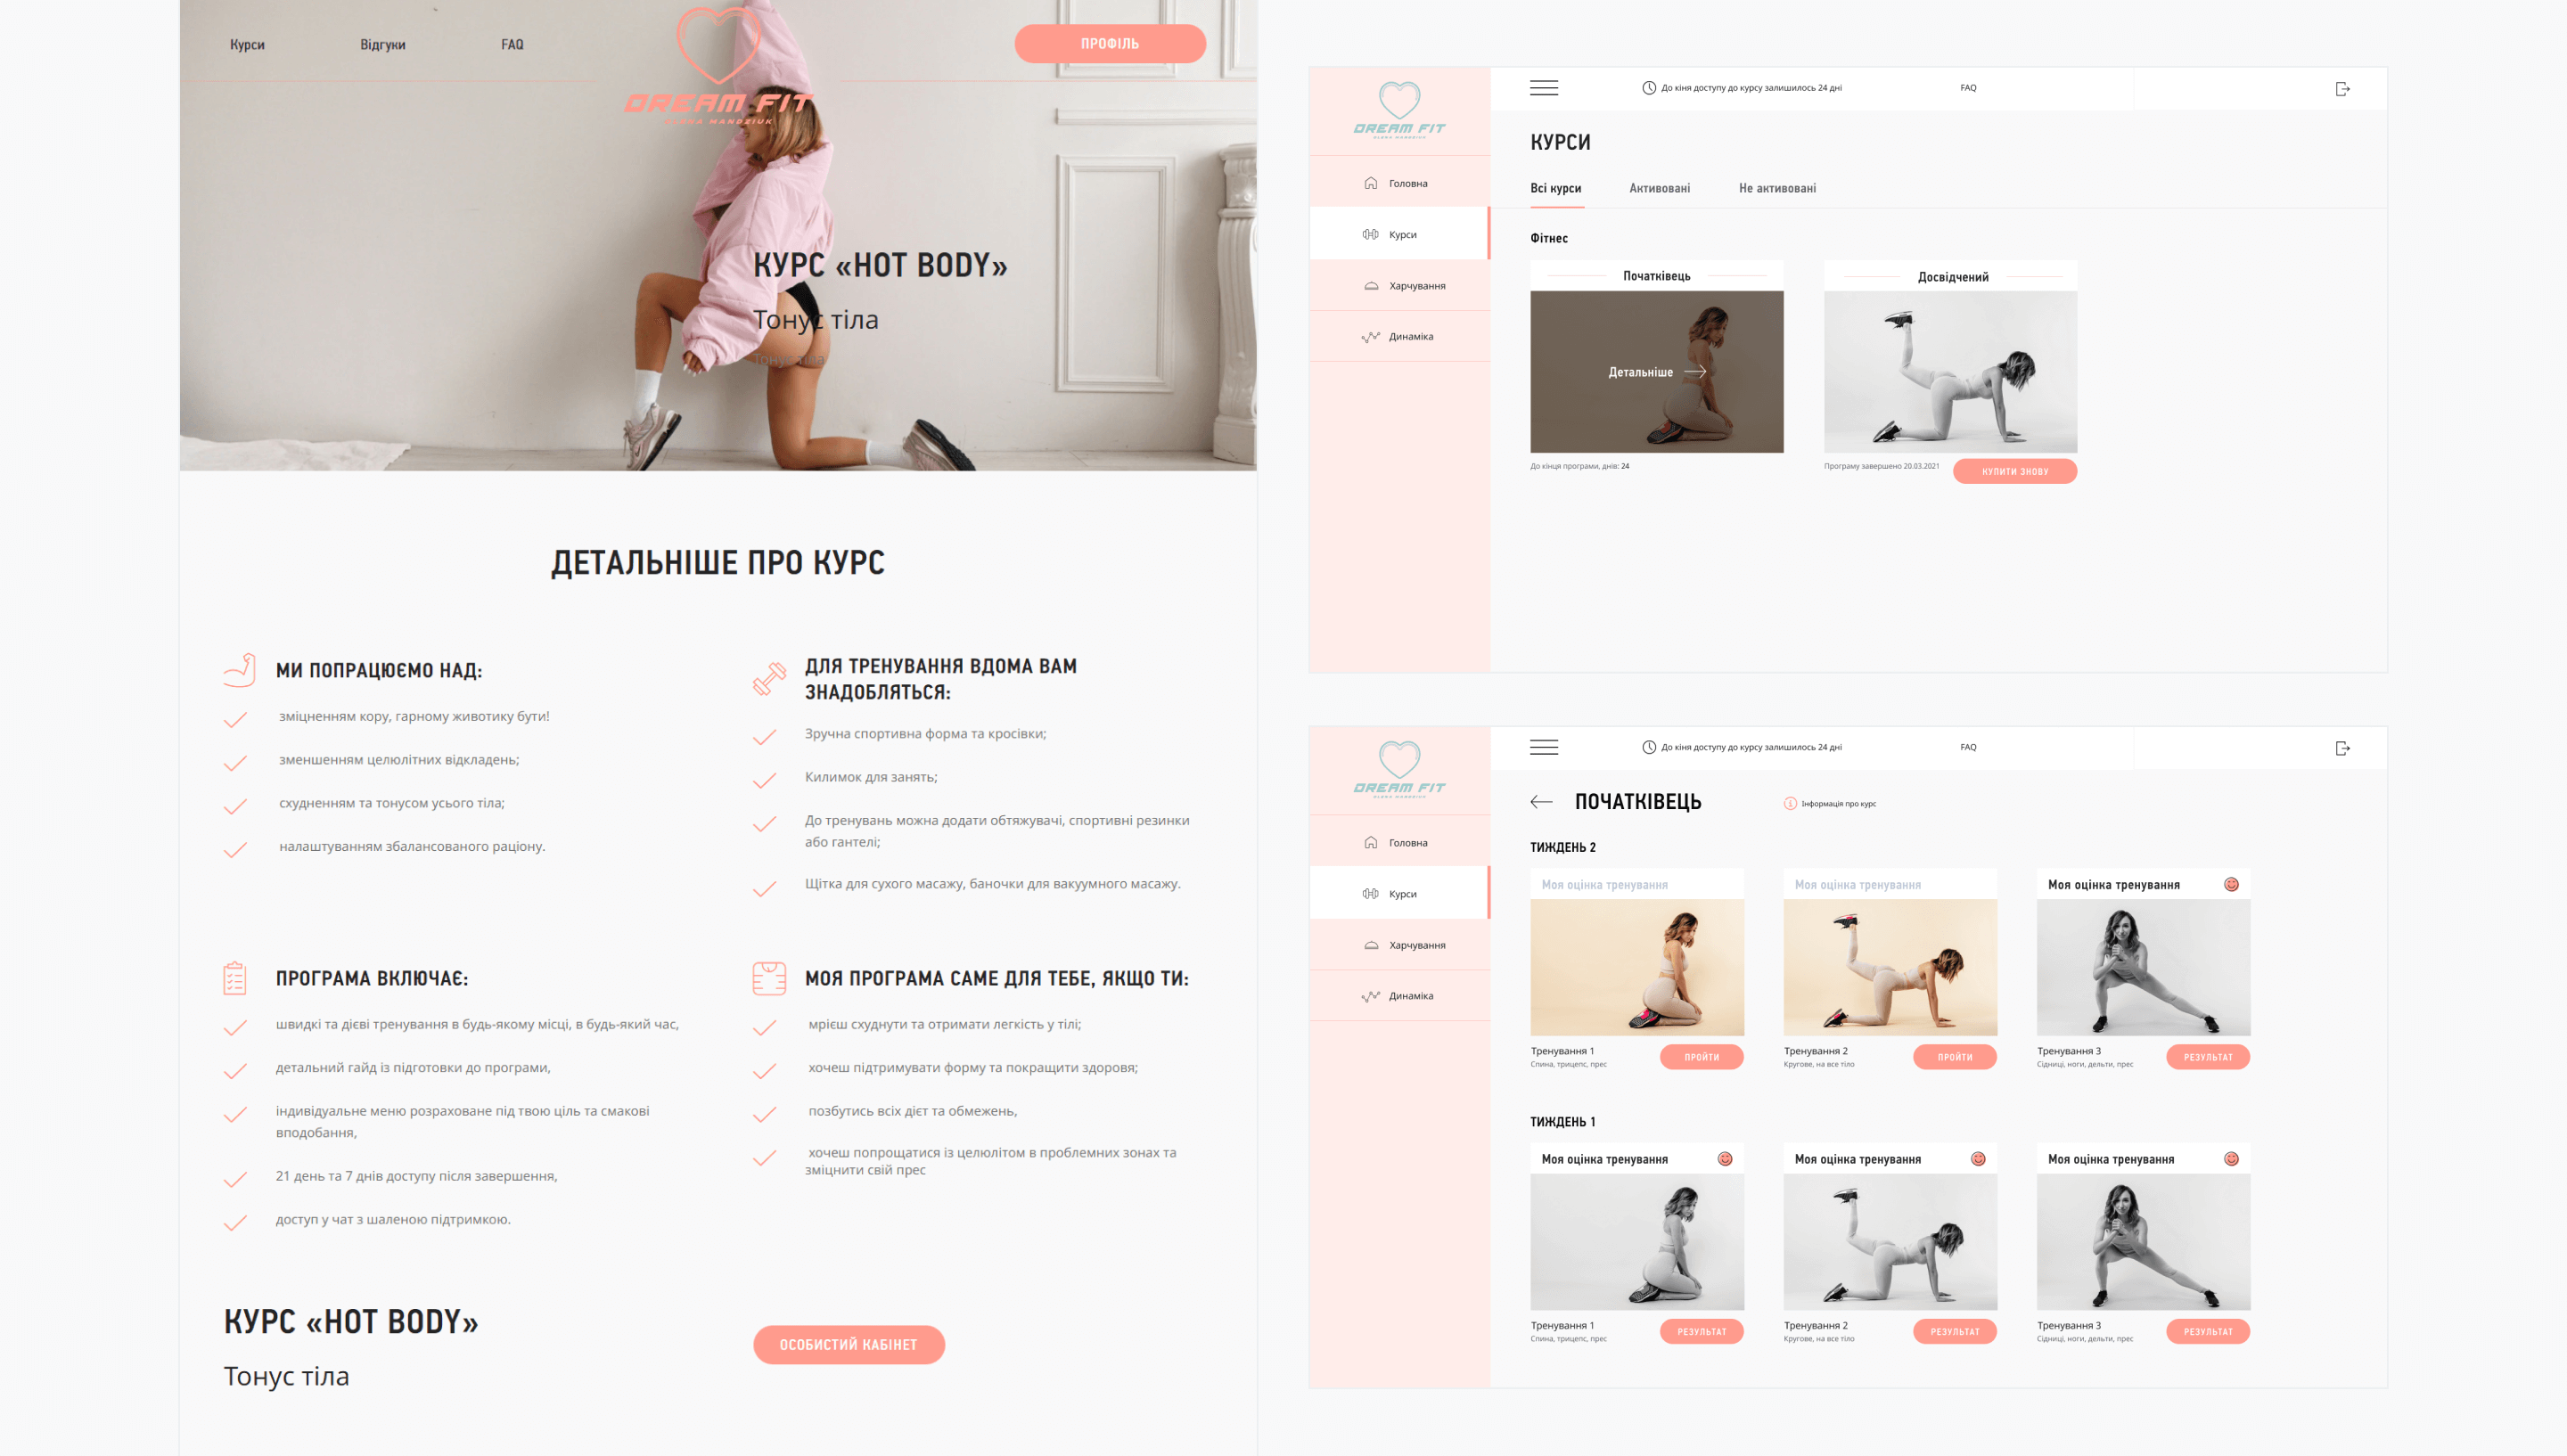 Курси
Відгуки
FAQ
ПРОФІЛЬ
DREAM FIT
OLENA MANDZIUK
КУРС «HOT BODY»
Тонус тіла
Тонус тіла
ДЕТАЛЬНІШЕ ПРО КУРС
МИ ПОПРАЦЮЄМО НАД:
зміцненням кору, гарному животику бути!
зменшенням целюлітних відкладень;
схудненням та тонусом усього тіла;
налаштуванням збалансованого раціону.
ДЛЯ ТРЕНУВАННЯ ВДОМА ВАМ
ЗНАДОБЛЯТЬСЯ:
Зручна спортивна форма та кросівки;
Килимок для занять;
До тренувань можна додати обтяжувачі, спортивні резинки
або гантелі;
Щітка для сухого масажу, баночки для вакуумного масажу.
ПРОГРАМА ВКЛЮЧАЄ:
швидкі та дієві тренування в будь-якому місці, в будь-який час,
детальний гайд із підготовки до програми,
індивідуальне меню розраховане під твою ціль та смакові
вподобання,
21 день та 7 днів доступу після завершення,
доступ у чат з шаленою підтримкою.
МОЯ ПРОГРАМА САМЕ ДЛЯ ТЕБЕ, ЯКЩО ТИ:
мрієш схуднути та отримати легкість у тілі;
хочеш підтримувати форму та покращити здоровя;
позбутись всіх дієт та обмежень,
хочеш попрощатися із целюлітом в проблемних зонах та
зміцнити свій прес
КУРС «HOT BODY»
Тонус тіла
ОСОБИСТИЙ КАБІНЕТ
DREAM FIT
OLENA MANDZIUK
До кіня доступу до курсу залишилось 24 дні
FAQ
Головна
Курси
Харчування
Динаміка
КУРСИ
Всі курси
Активовані
Не активовані
Фітнес
Початківець
Детальніше
До кінця програми, днів: 24
Досвідчений
Програму завершено 20.03.2021
КУПИТИ ЗНОВУ
DREAM FIT
OLENA MANDZIUK
До кіня доступу до курсу залишилось 24 дні
FAQ
Головна
Курси
Харчування
Динаміка
ПОЧАТКІВЕЦЬ
Інформація про курс
ТИЖДЕНЬ 2
Моя оцінка тренування
Тренування 1
Спина, трицепс, прес
ПРОЙТИ
Моя оцінка тренування
Тренування 2
Кругове, на все тіло
ПРОЙТИ
Моя оцінка тренування
Тренування 3
Сідниці, ноги, дельти, прес
РЕЗУЛЬТАТ
ТИЖДЕНЬ 1
Моя оцінка тренування
Тренування 1
Спина, трицепс, прес
РЕЗУЛЬТАТ
Моя оцінка тренування
Тренування 2
Кругове, на все тіло
РЕЗУЛЬТАТ
Моя оцінка тренування
Тренування 3
Сідниці, ноги, дельти, прес
РЕЗУЛЬТАТ